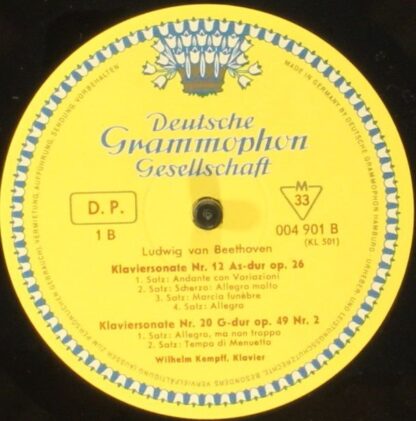 Deutsche
Grammophon
Gesellschaft
D. P.
1 B
M
33
004 901 B
(KL 501)
Ludwig van Beethoven
Klaviersonate Nr. 12 As-dur op. 26
1. Satz: Andante con Variazioni
2. Satz: Scherzo: Allegro molto
3. Satz: Marcia funèbre
4. Satz: Allegro
Klaviersonate Nr. 20 G-dur op. 49 Nr. 2
1. Satz: Allegro, ma non troppo
2. Satz: Tempo di Menuetto
Wilhelm Kempff, Klavier
MADE IN GERMANY BY DEUTSCHE GRAMMOPHON HAMBURG